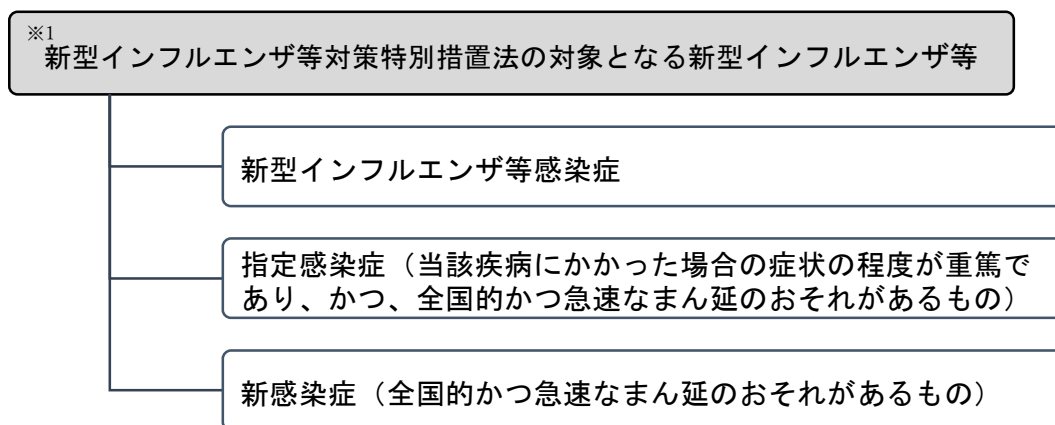 ※1
新型インフルエンザ等対策特別措置法の対象となる新型インフルエンザ等
新型インフルエンザ等感染症
指定感染症（当該疾病にかかった場合の症状の程度が重篤で
あり、かつ、全国的かつ急速なまん延のおそれがあるもの）
新感染症（全国的かつ急速なまん延のおそれがあるもの）